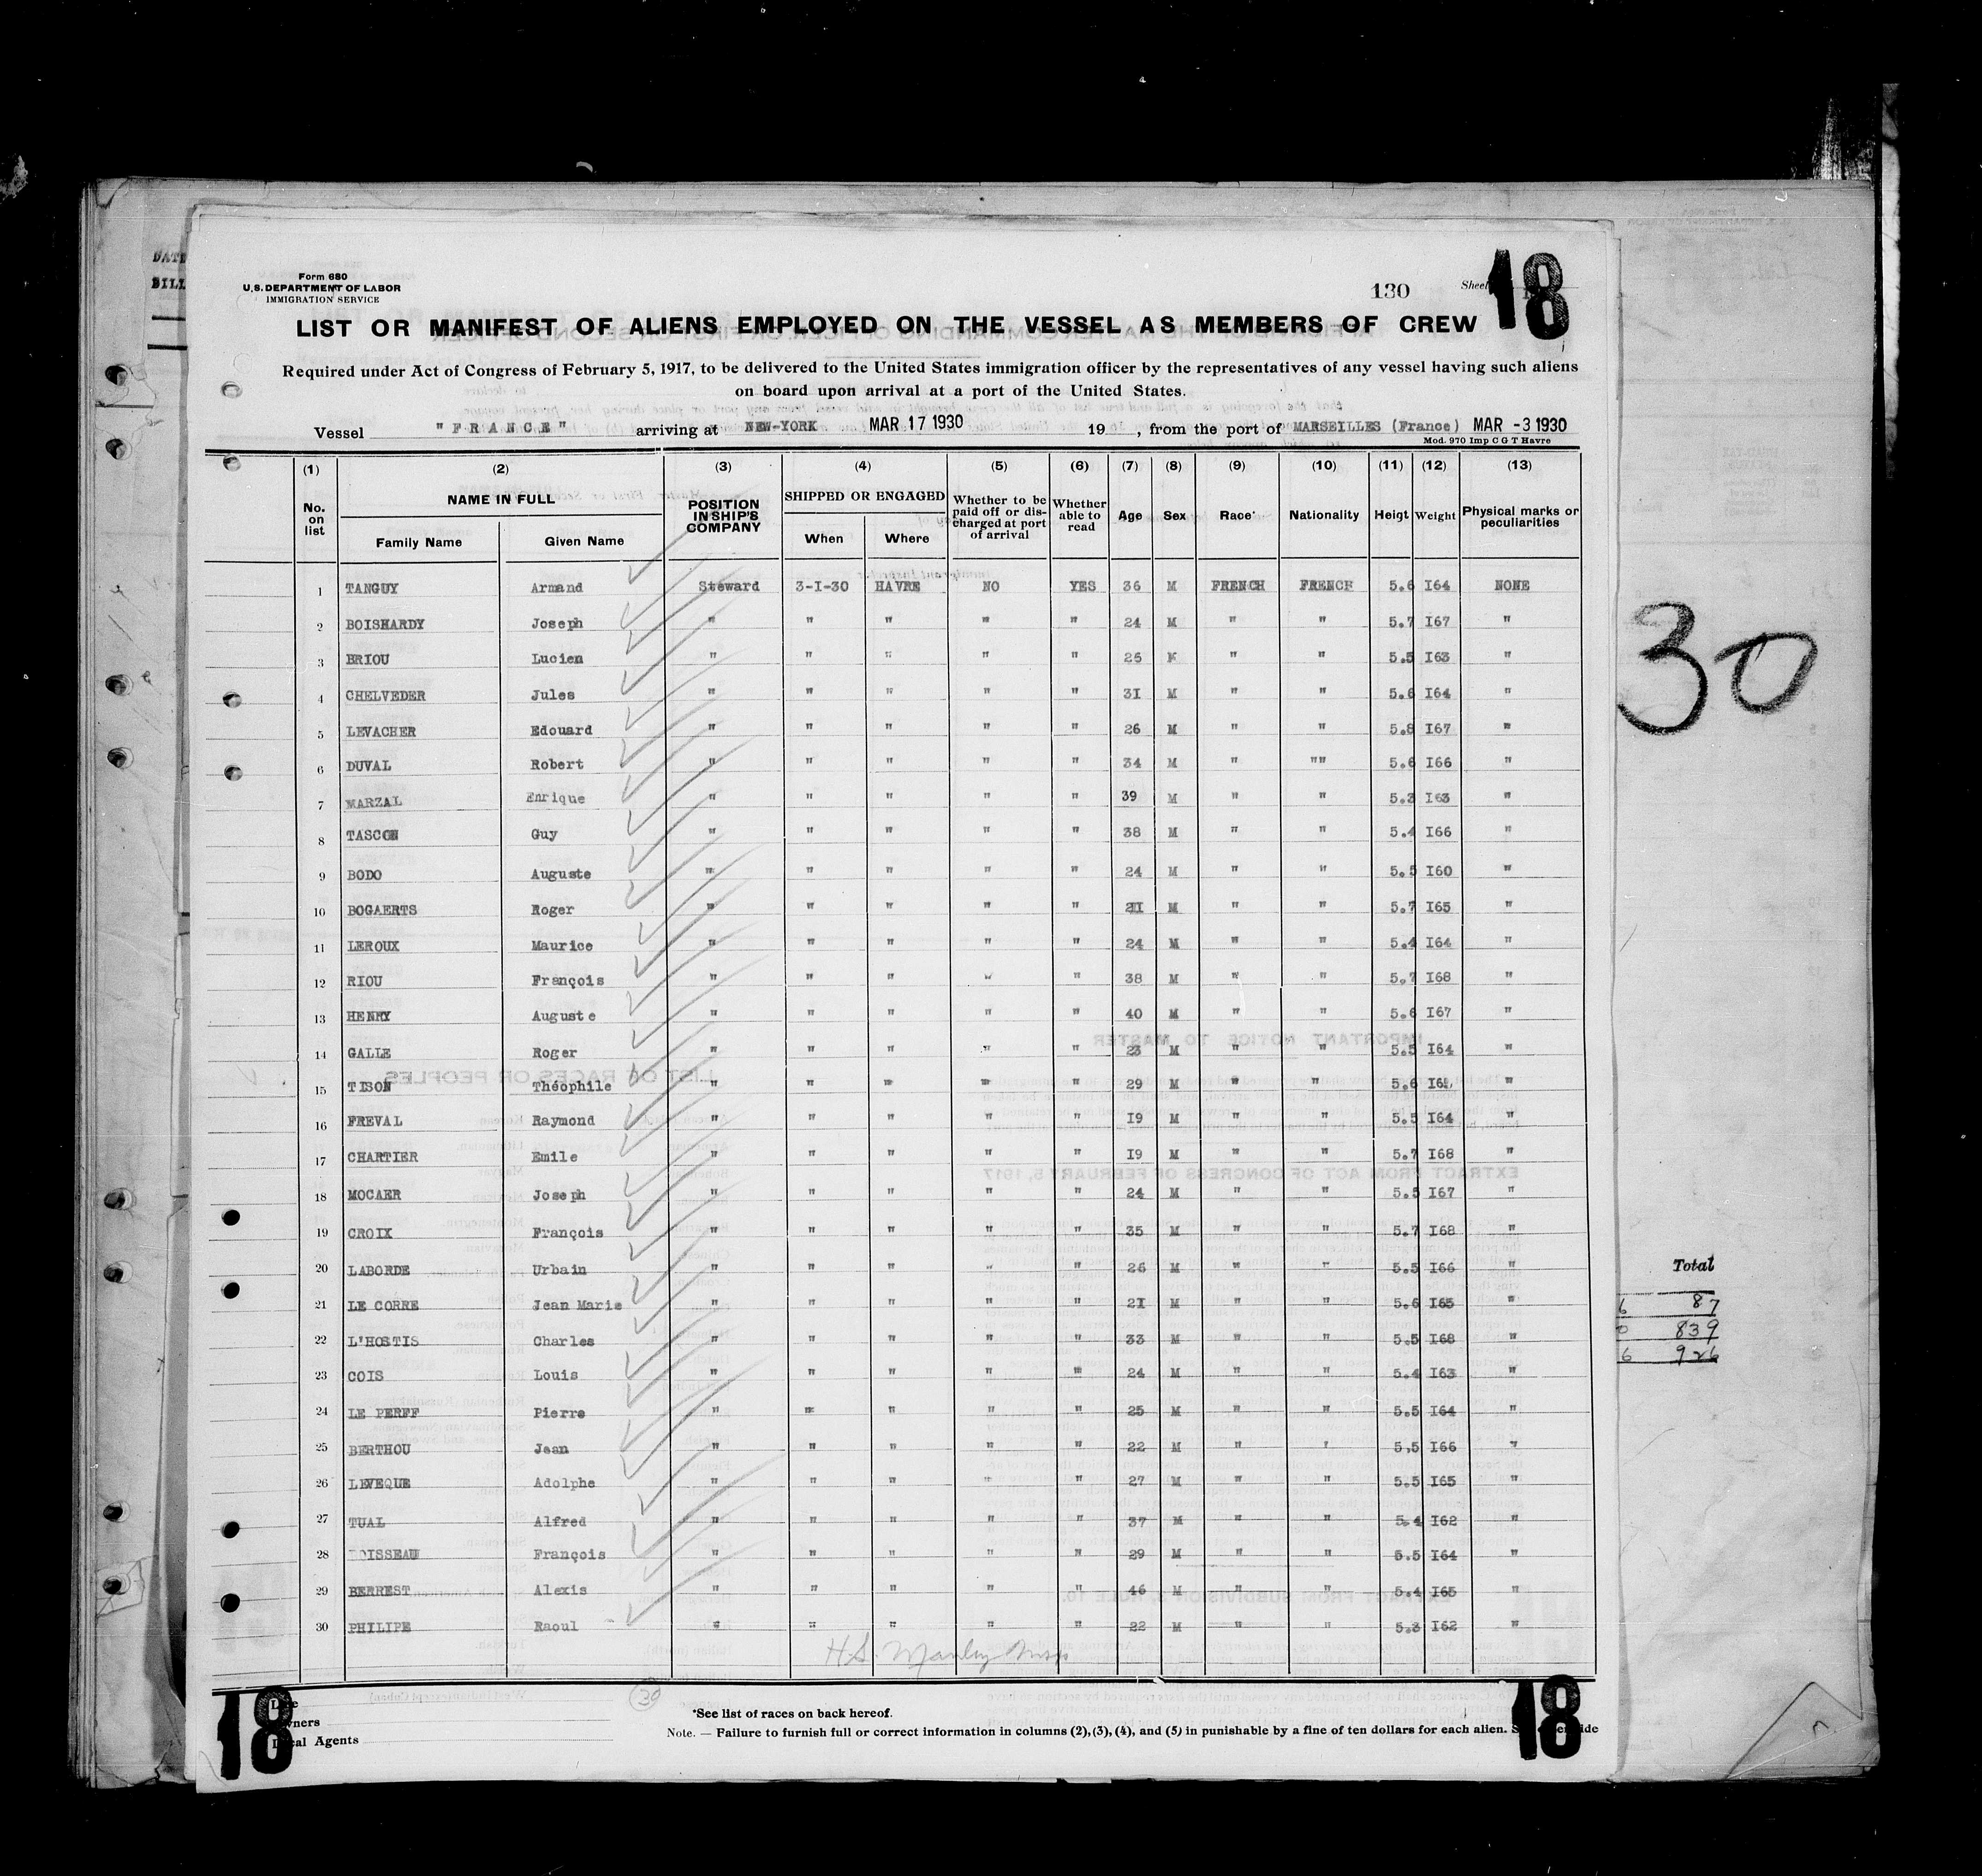 Form 680
U.S. DEPARTMENT OF LABOR
IMMIGRATION SERVICE
130 Sheet 18
LIST OR MANIFEST OF ALIENS EMPLOYED ON THE VESSEL AS MEMBERS OF CREW
Required under Act of Congress of February 5, 1917, to be delivered to the United States immigration officer by the representatives of any vessel having such aliens
on board upon arrival at a port of the United States.
Vessel "FRANCE" arriving at NEW-YORK MAR 17 1930 19 , from the port of MARSEILLES (France) MAR -3 1930
Mod. 970 Imp C G T Havre
(1) (2) (3) (4) (5) (6) (7) (8) (9) (10) (11) (12) (13)
No. on list NAME IN FULL Family Name Given Name POSITION IN SHIP'S COMPANY SHIPPED OR ENGAGED When Where Whether to be paid off or discharged at port of arrival Whether able to read Age Sex Race* Nationality Heigt Weight Physical marks or peculiarities
1 TANGUY Armand Steward 3-I-30 HAVRE NO YES 36 M FRENCH FRENCH 5.6 I64 NONE
2 BOISHARDY Joseph " " " " " 24 M " " 5.7 I67 "
3 BRIOU Lucien " " " " " 25 M " " 5.5 I63 "
4 CHELVEDER Jules " " " " " 3I M " " 5.6 I64 "
5 LEVACHER Edouard " " " " " 26 M " " 5.8 I67 "
6 DUVAL Robert " " " " " 34 M " "" 5.6 I66 "
7 MARZAL Enrique " " " " " 39 M " " 5.3 I63 "
8 TASCON Guy " " " " " 38 M " " 5.4 I66 "
9 BODO Auguste " " " " " 24 M " " 5.5 I60 "
10 BOGAERTS Roger " " " " " M " " 5.7 I65 "
11 LEROUX Maurice " " " " " 24 M " " 5.4 I64 "
12 RIOU François " " " " " 38 M " " 5.7 I68 "
13 HENRY Auguste " " " " " 40 M " " 5.6 I67 "
14 GALLE Roger " " " " " 23 M " " 5.5 I64 "
15 TISON Théophile " " " " " 29 M " " 5.6 "
16 FREVAL Raymond " " " " " I9 M " " 5.5 I64 "
17 CHARTIER Emile " " " " " I9 M " " 5.7 I68 "
18 MOCAER Joseph " " " " " 24 M " " 5.5 I67 "
19 CROIX François " " " " " 35 M " " 5.7 I68 "
20 LABORDE Urbain " " " " " 26 M " " 5.5 I66 "
21 LE CORRE Jean Marie " " " " " 2I M " " 5.6 I65 "
22 L'HOSTIS Charles " " " " " 33 M " " 5.5 I68 "
23 COIS Louis " " " " " 24 M " " 5.4 I63 "
24 LE PERFF Pierre " " " " " 25 M " " 5.5 I64 "
25 BERTHOU Jean " " " " " 22 M " " 5.5 I66 "
26 LEVEQUE Adolphe " " " " " 27 M " " 5.5 I65 "
27 TUAL Alfred " " " " " 37 M " " 5.4 I62 "
28 François " " " " " 29 M " " 5.5 I64 "
29 BERREST Alexis " " " " " 46 M " " 5.4 I65 "
30 PHILIPE Raoul " " " " " 22 M " " 5.3 I62 "
H.S. Manley
30
Total
87
839
926
30
18
Agents
*See list of races on back hereof.
Note. — Failure to furnish full or correct information in columns (2),(3),(4), and (5) in punishable by a fine of ten dollars for each alien.
18